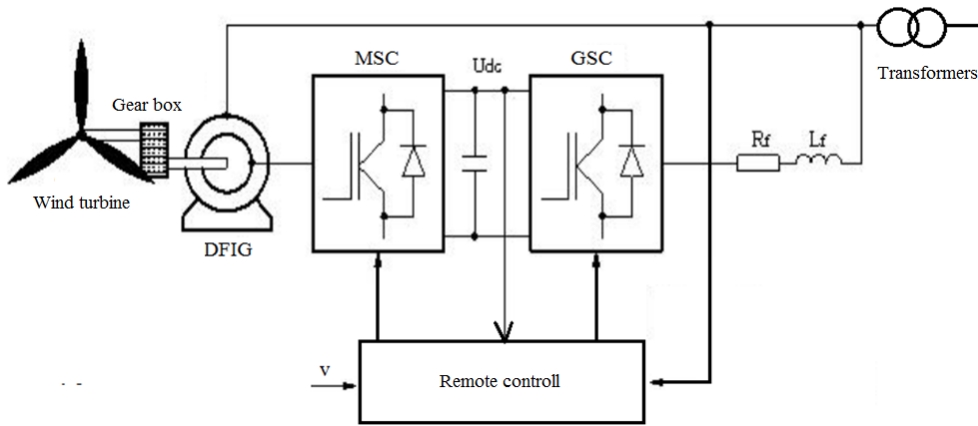 MSC
Udc
GSC
Transformers
Gear box
Rf
Lf
Wind turbine
DFIG
v
Remote controll